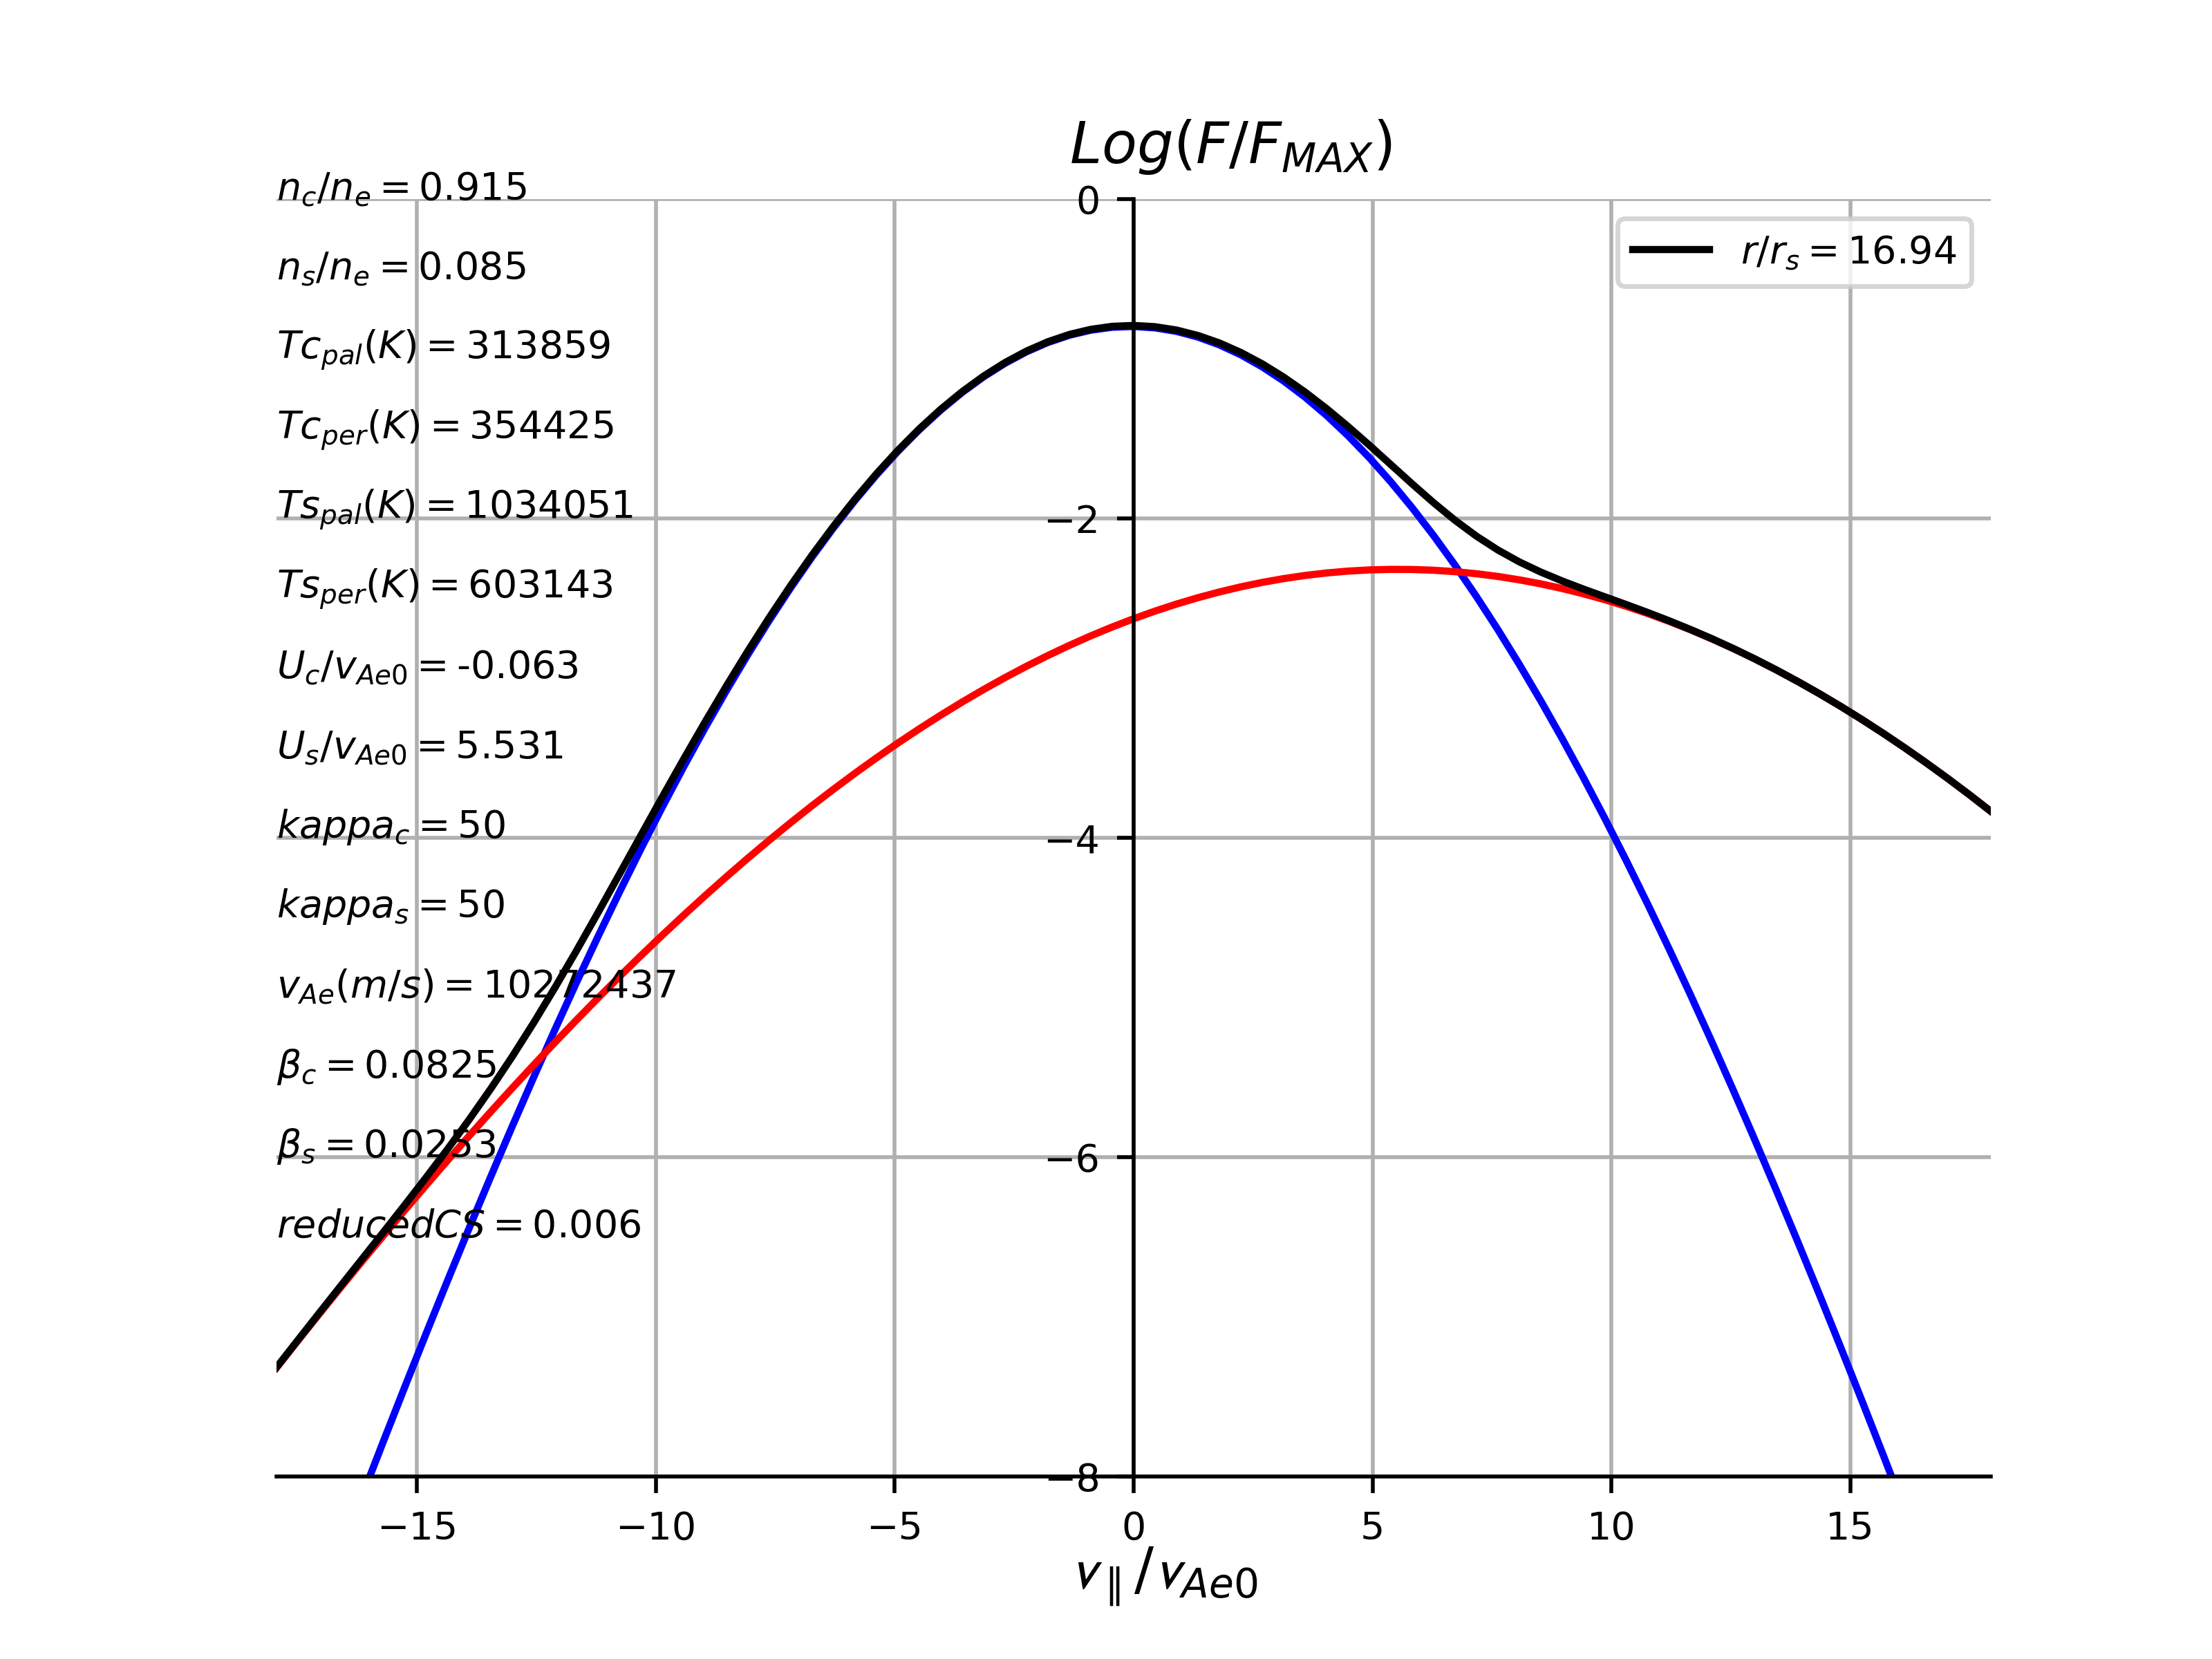 Log(F/F_MAX)
n_c/n_e = 0.915
n_s/n_e = 0.085
Tc_pal(K) = 313859
Tc_per(K) = 354425
Ts_pal(K) = 1034051
Ts_per(K) = 603143
U_c/v_Ae0 = -0.063
U_s/v_Ae0 = 5.531
kappa_c = 50
kappa_s = 50
v_Ae(m/s) = 10272437
β_c = 0.0825
β_s = 0.0253
reducedCS = 0.006
r/r_s = 16.94
0
−2
−4
−6
−8
−15 −10 −5 0 5 10 15
v_∥/v_Ae0